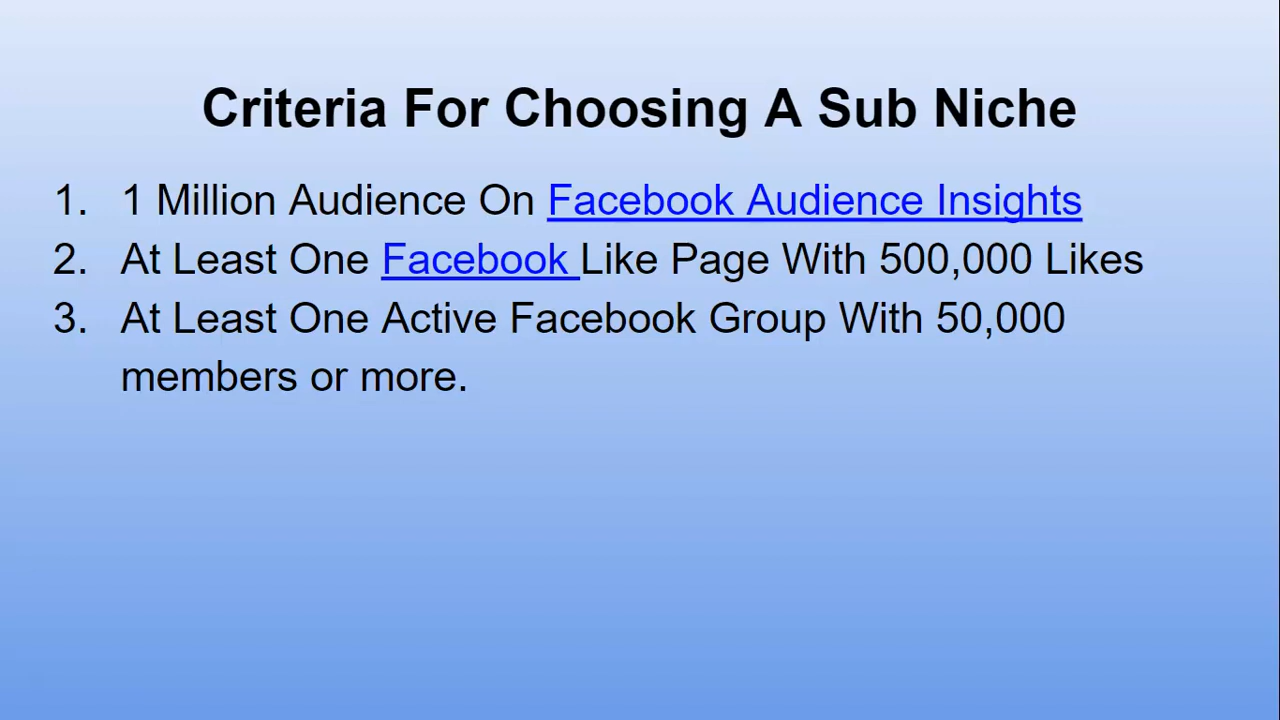 Criteria For Choosing A Sub Niche
1. 1 Million Audience On Facebook Audience Insights
2. At Least One Facebook Like Page With 500,000 Likes
3. At Least One Active Facebook Group With 50,000
members or more.